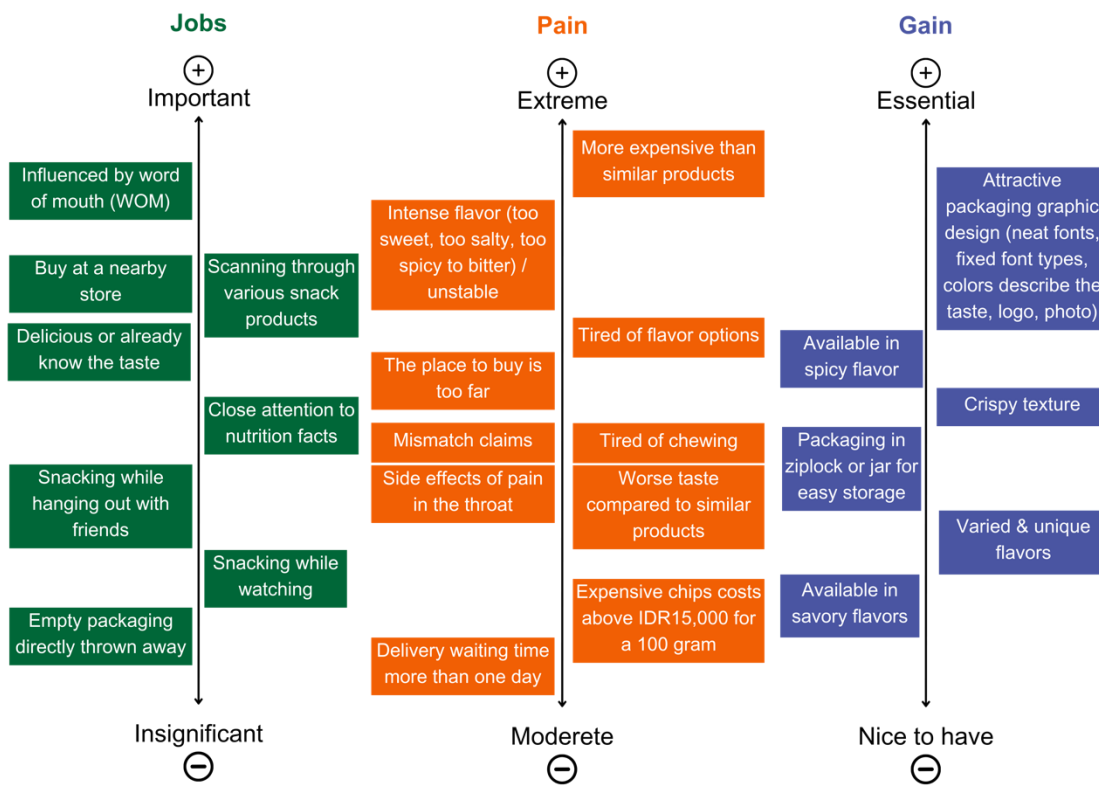 Jobs
+
Important
Influenced by word
of mouth (WOM)
Buy at a nearby
store
Scanning through
various snack
products
Delicious or already
know the taste
Close attention to
nutrition facts
Snacking while
hanging out with
friends
Snacking while
watching
Empty packaging
directly thrown away
Insignificant
−
Pain
+
Extreme
More expensive than
similar products
Intense flavor (too
sweet, too salty, too
spicy to bitter) /
unstable
Tired of flavor options
The place to buy is
too far
Mismatch claims
Tired of chewing
Side effects of pain
in the throat
Worse taste
compared to similar
products
Expensive chips costs
above IDR15,000 for
a 100 gram
Delivery waiting time
more than one day
Moderete
−
Gain
+
Essential
Attractive
packaging graphic
design (neat fonts,
fixed font types,
colors describe the
taste, logo, photo)
Available in
spicy flavor
Crispy texture
Packaging in
ziplock or jar for
easy storage
Varied & unique
flavors
Available in
savory flavors
Nice to have
−